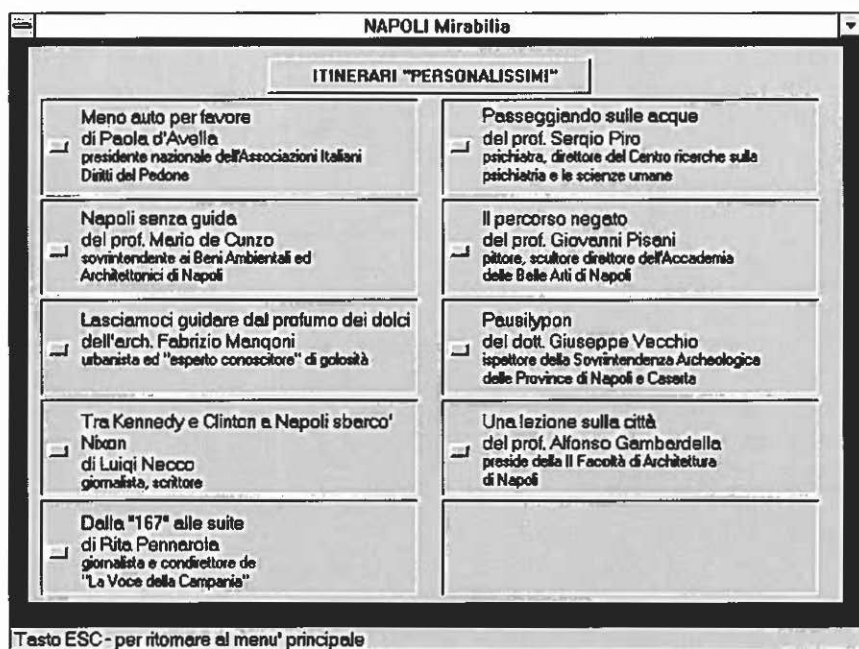 NAPOLI Mirabilia
ITINERARI "PERSONALISSIMI"
Meno auto per favore
di Paola d'Avella
presidente nazionale dell'Associazioni Italiani
Diritti del Pedone
Napoli senza guida
del prof. Mario de Cunzo
sovrintendente ai Beni Ambientali ed
Architettonici di Napoli
Lasciamoci guidare dal profumo dei dolci
dell'arch. Fabrizio Mangoni
urbanista ed "esperto conoscitore" di golosità
Tra Kennedy e Clinton a Napoli sbarco'
Nixon
di Luigi Necco
giornalista, scrittore
Dalla "167" alle suite
di Rita Pennarola
giornalista e condirettore de
"La Voce della Campania"
Passeggiando sulle acque
del prof. Sergio Piro
psichiatra, direttore del Centro ricerche sulla
psichiatria e le scienze umane
Il percorso negato
del prof. Giovanni Pisani
pittore, scultore direttore dell'Accademia
delle Belle Arti di Napoli
Pausilypon
del dott. Giuseppe Vecchio
ispettore della Sovrintendenza Archeologica
delle Province di Napoli e Caserta
Una lezione sulla città
del prof. Alfonso Gambardella
preside della II Facoltà di Architettura
di Napoli
Tasto ESC - per ritornare al menu' principale